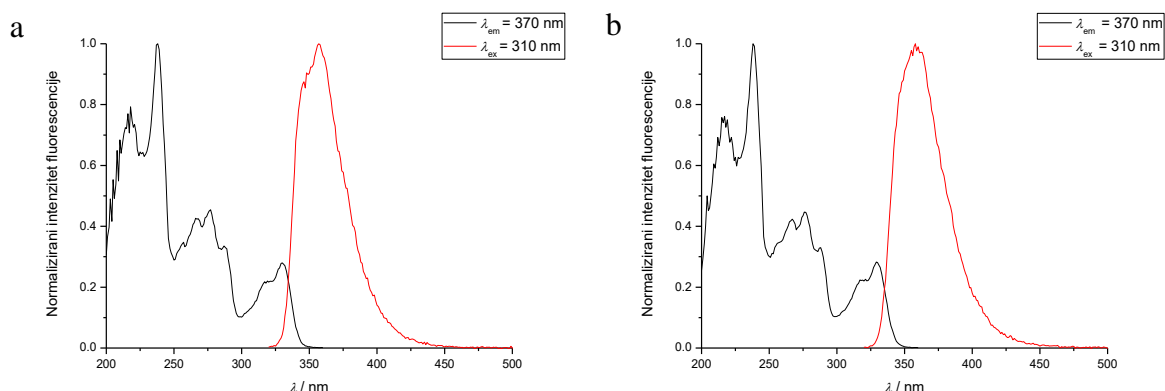 a
λem = 370 nm
λex = 310 nm
Normalizirani intenzitet fluorescencije
1.0
0.8
0.6
0.4
0.2
0.0
200 250 300 350 400 450 500
λ / nm
b
λem = 370 nm
λex = 310 nm
Normalizirani intenzitet fluorescencije
1.0
0.8
0.6
0.4
0.2
0.0
200 250 300 350 400 450 500
λ / nm